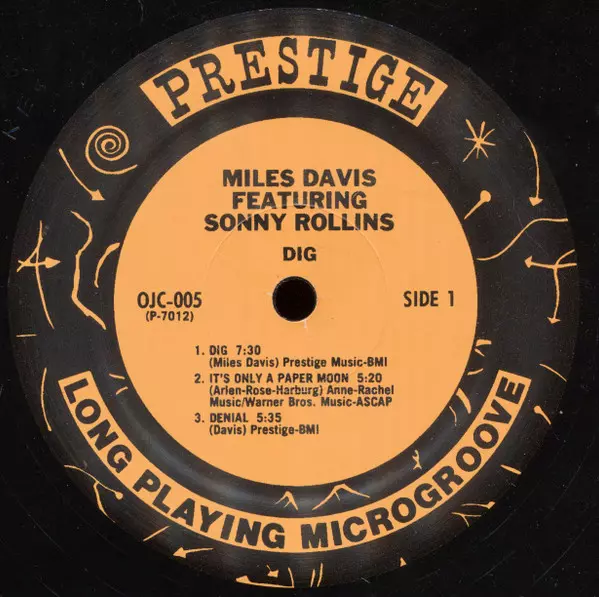 PRESTIGE
MILES DAVIS
FEATURING
SONNY ROLLINS
DIG
OJC-005
(P-7012)
SIDE 1
1. DIG 7:30
(Miles Davis) Prestige Music-BMI
2. IT'S ONLY A PAPER MOON 5:20
(Arlen-Rose-Harburg) Anne-Rachel
Music/Warner Bros. Music-ASCAP
3. DENIAL 5:35
(Davis) Prestige-BMI
LONG PLAYING MICROGROOVE